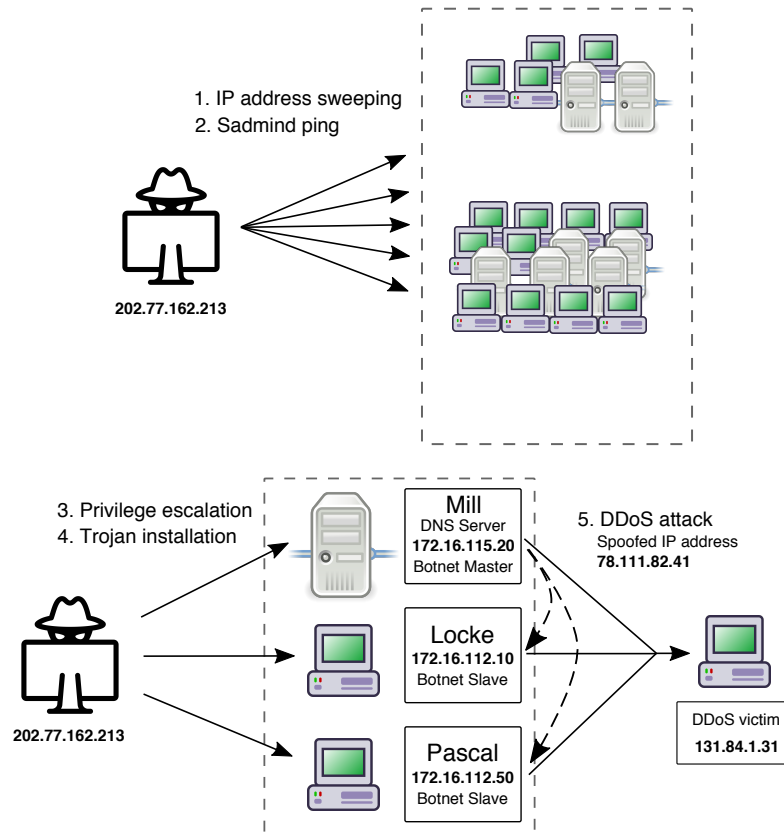 1. IP address sweeping
2. Sadmind ping
202.77.162.213
3. Privilege escalation
4. Trojan installation
202.77.162.213
Mill
DNS Server
172.16.115.20
Botnet Master
Locke
172.16.112.10
Botnet Slave
Pascal
172.16.112.50
Botnet Slave
5. DDoS attack
Spoofed IP address
78.111.82.41
DDoS victim
131.84.1.31